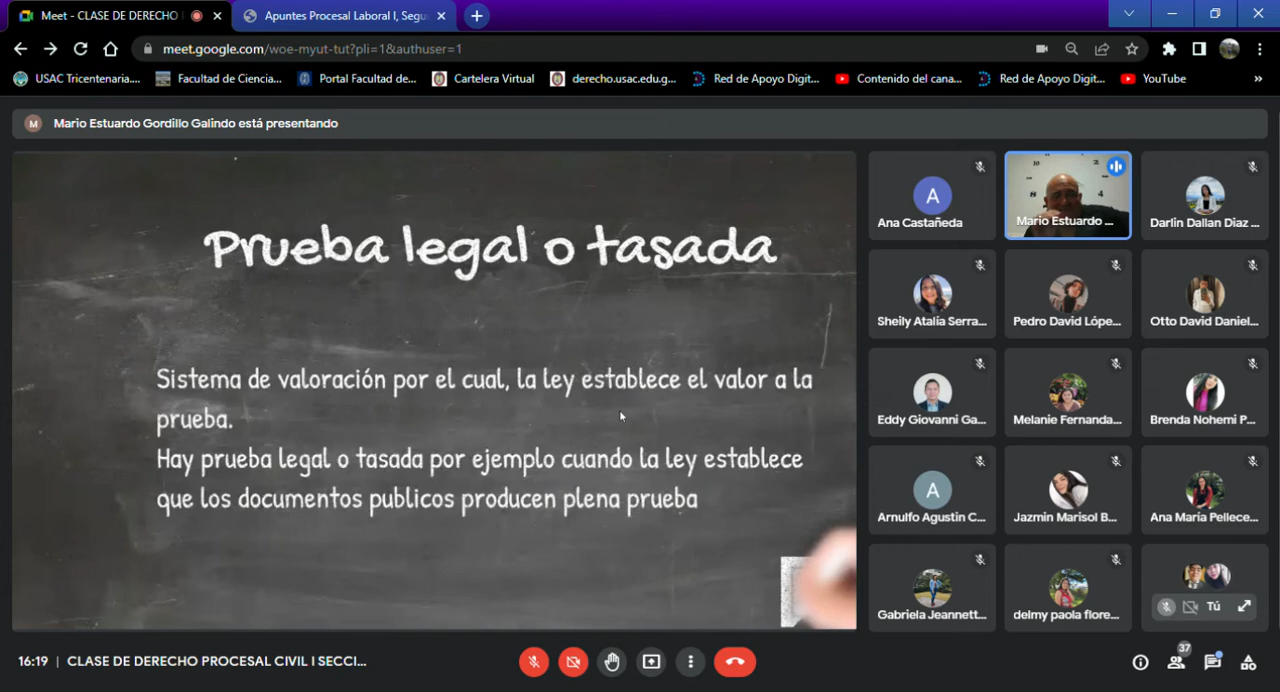 Meet - CLASE DE DERECHO
Apuntes Procesal Laboral I, Segu
meet.google.com/woe-myut-tut?pli=1&authuser=1
USAC Tricentenaria....
Facultad de Ciencia...
Portal Facultad de...
Cartelera Virtual
derecho.usac.edu.g...
Red de Apoyo Digit...
Contenido del cana...
Red de Apoyo Digit...
YouTube
»
M
Mario Estuardo Gordillo Galindo está presentando
Prueba legal o tasada
Sistema de valoración por el cual, la ley establece el valor a la
prueba.
Hay prueba legal o tasada por ejemplo cuando la ley establece
que los documentos publicos producen plena prueba
A
Ana Castañeda
Mario Estuardo ...
Darlin Dallan Diaz ...
Sheily Atalía Serra...
Pedro David Lópe...
Otto David Daniel...
Eddy Giovanni Ga...
Melanie Fernanda...
Brenda Nohemi P...
A
Arnulfo Agustin C...
Jazmin Marisol B...
Ana María Pellece...
Gabriela Jeannett...
delmy paola flore...
Tú
16:19 | CLASE DE DERECHO PROCESAL CIVIL I SECCI...
37